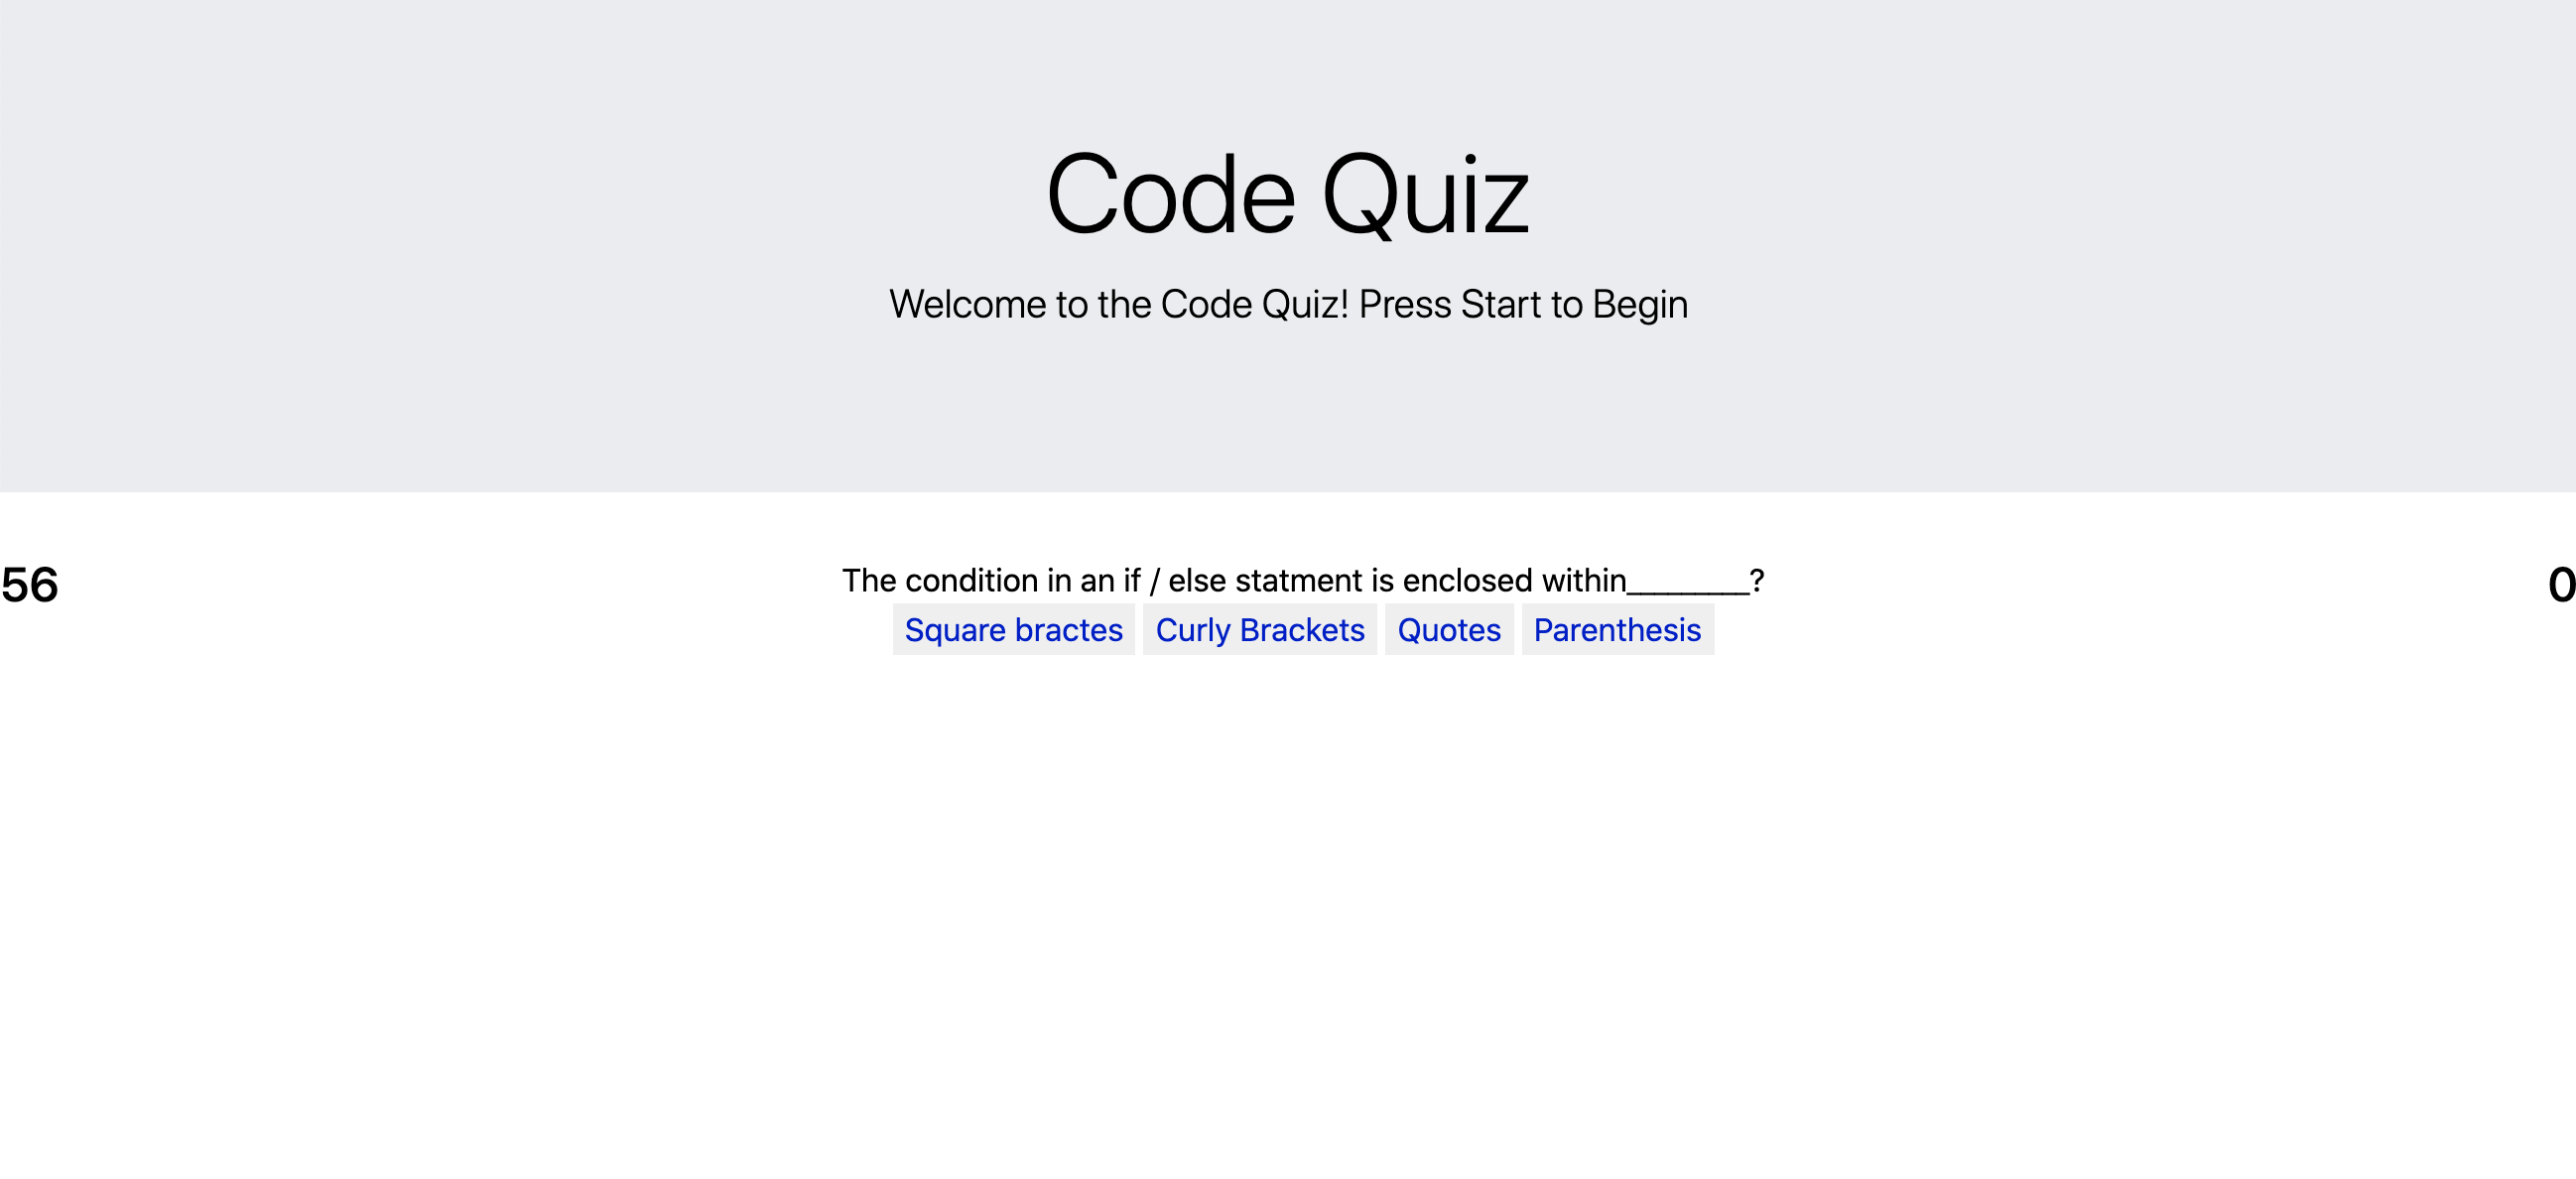 Code Quiz
Welcome to the Code Quiz! Press Start to Begin
56
The condition in an if / else statment is enclosed within_________?
0
Square bractes Curly Brackets Quotes Parenthesis